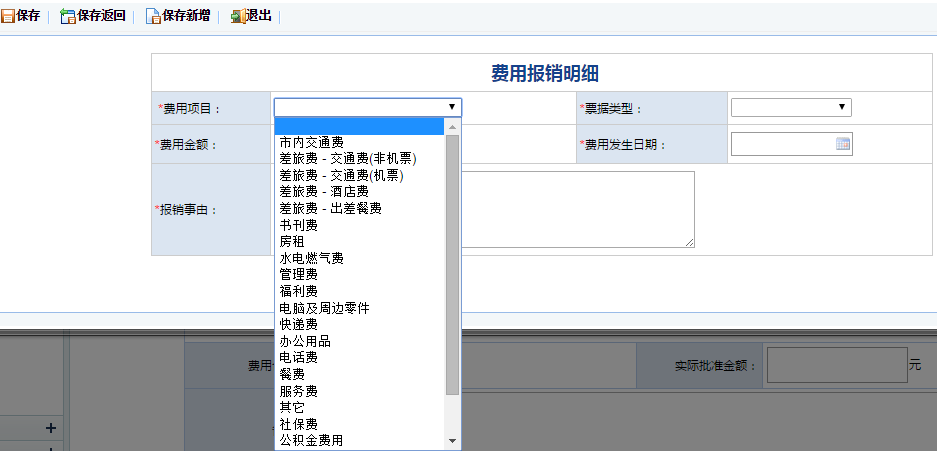 保存 保存返回 保存新增 退出
费用报销明细
*费用项目： *票据类型：
*费用金额： *费用发生日期：
*报销事由：
市内交通费
差旅费 - 交通费(非机票)
差旅费 - 交通费(机票)
差旅费 - 酒店费
差旅费 - 出差餐费
书刊费
房租
水电燃气费
管理费
福利费
电脑及周边零件
快递费
办公用品
电话费
餐费
服务费
其它
社保费
公积金费用
费用 实际批准金额： 元